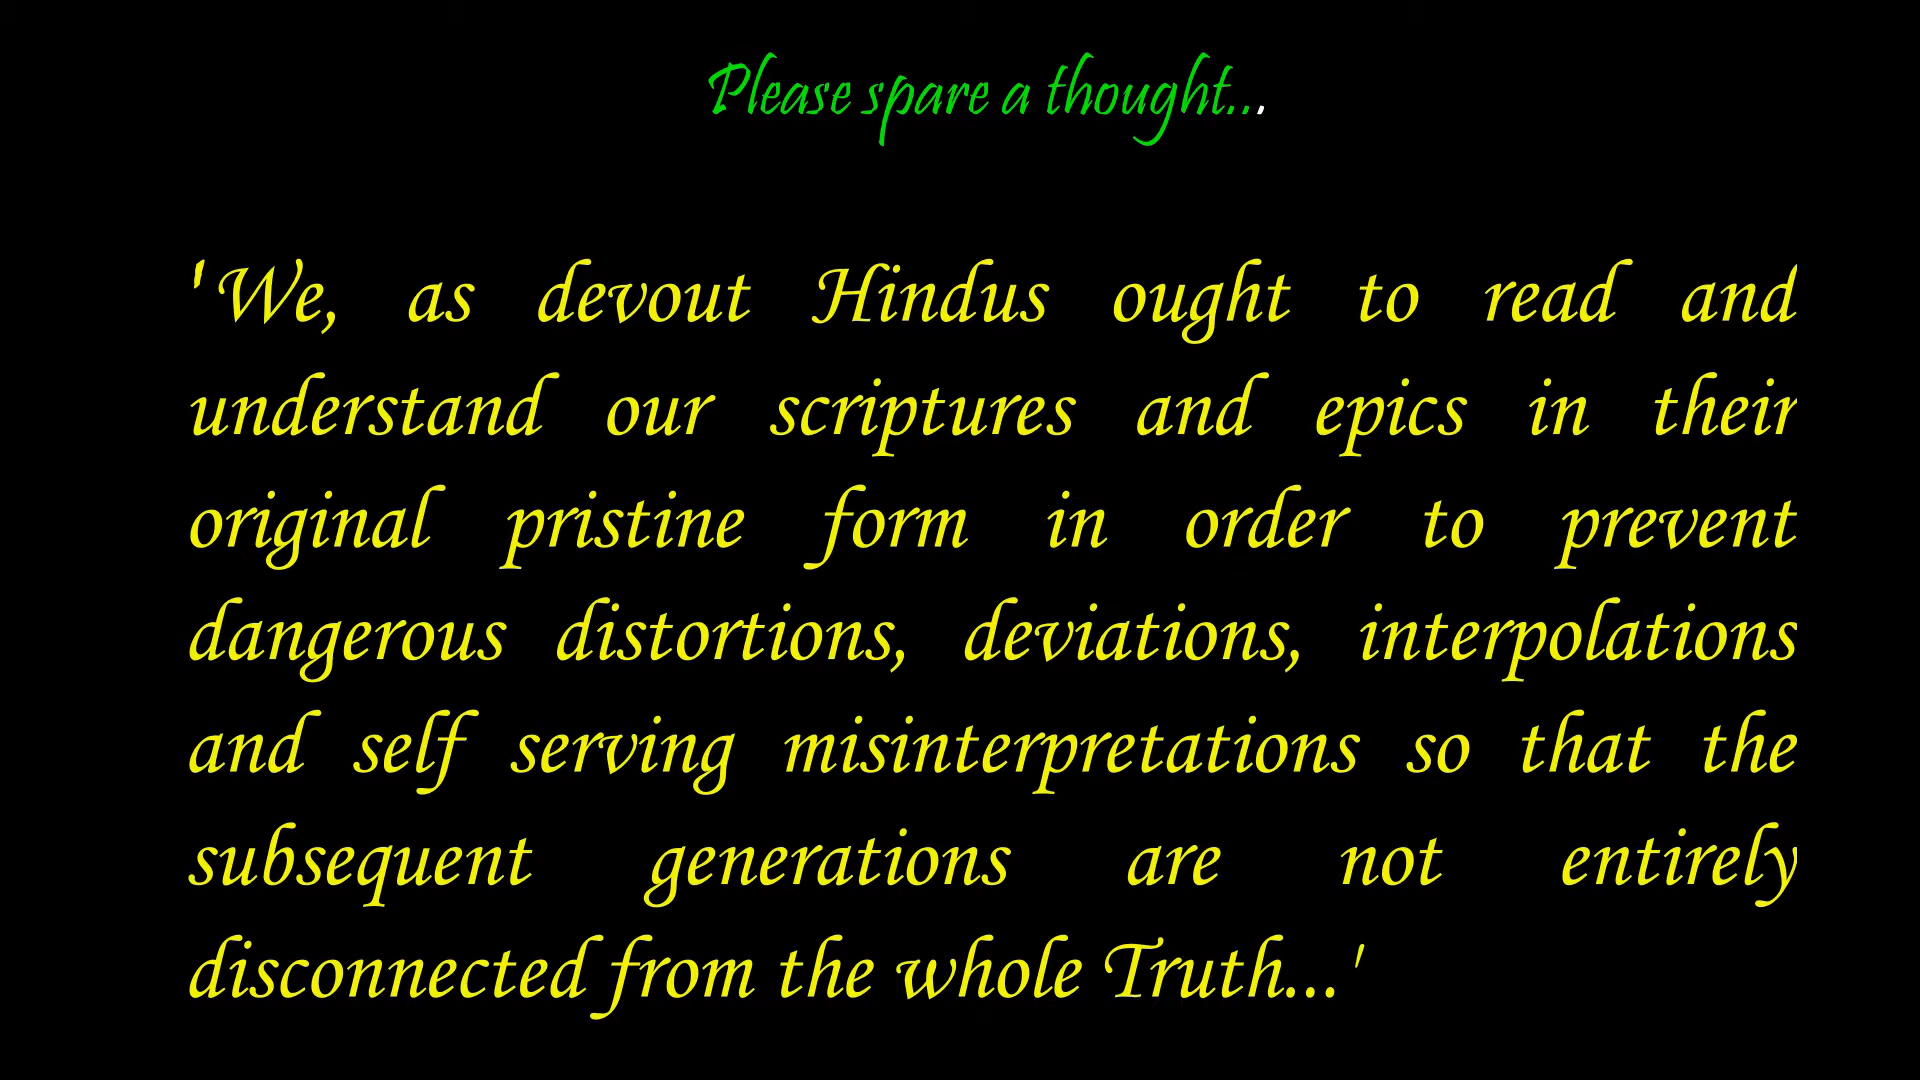 Please spare a thought...
'We, as devout Hindus ought to read and
understand our scriptures and epics in their
original pristine form in order to prevent
dangerous distortions, deviations, interpolations
and self serving misinterpretations so that the
subsequent generations are not entirely
disconnected from the whole Truth...'